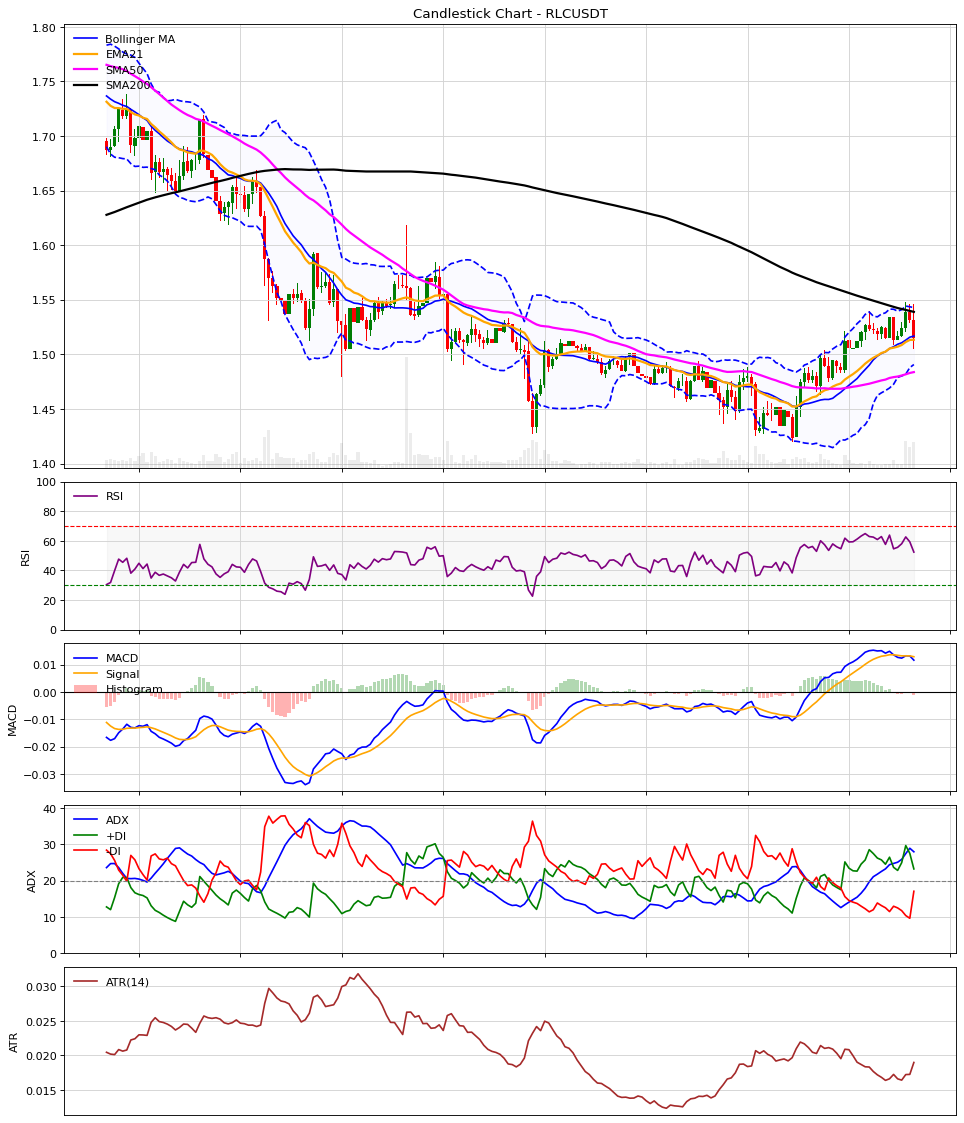 Candlestick Chart - RLCUSDT
1.80
1.75
1.70
1.65
1.60
1.55
1.50
1.45
1.40
Bollinger MA
EMA21
SMA50
SMA200
100
80
60
40
20
0
RSI
RSI
0.01
0.00
−0.01
−0.02
−0.03
MACD
MACD
Signal
Histogram
40
30
20
10
0
ADX
ADX
+DI
-DI
0.030
0.025
0.020
0.015
ATR
ATR(14)